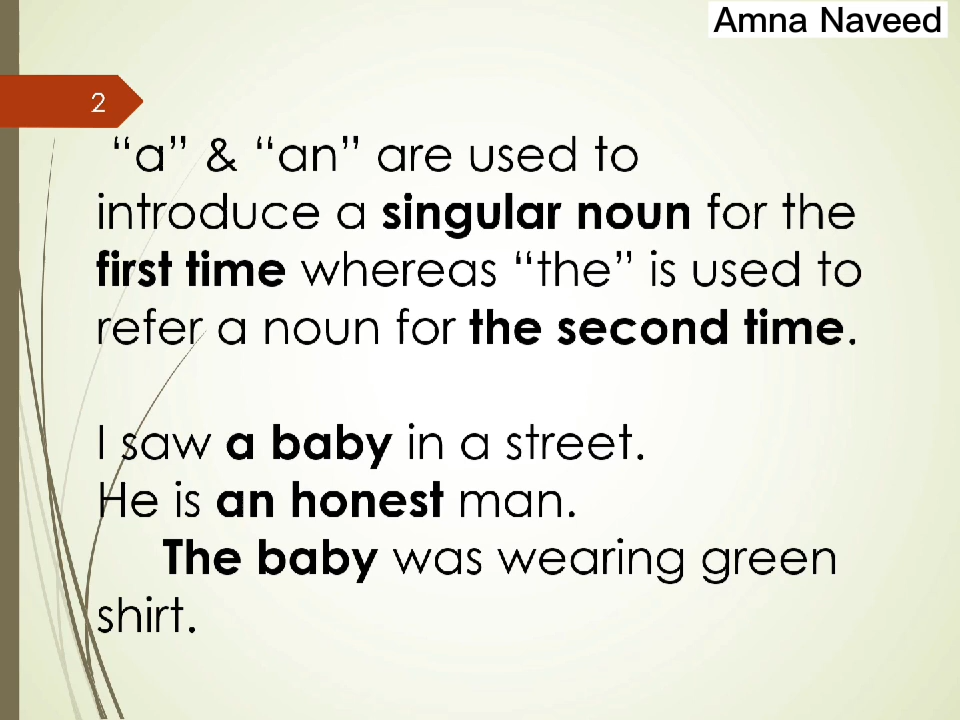 Amna Naveed
2
“a” & “an” are used to
introduce a singular noun for the
first time whereas “the” is used to
refer a noun for the second time.
I saw a baby in a street.
He is an honest man.
The baby was wearing green
shirt.